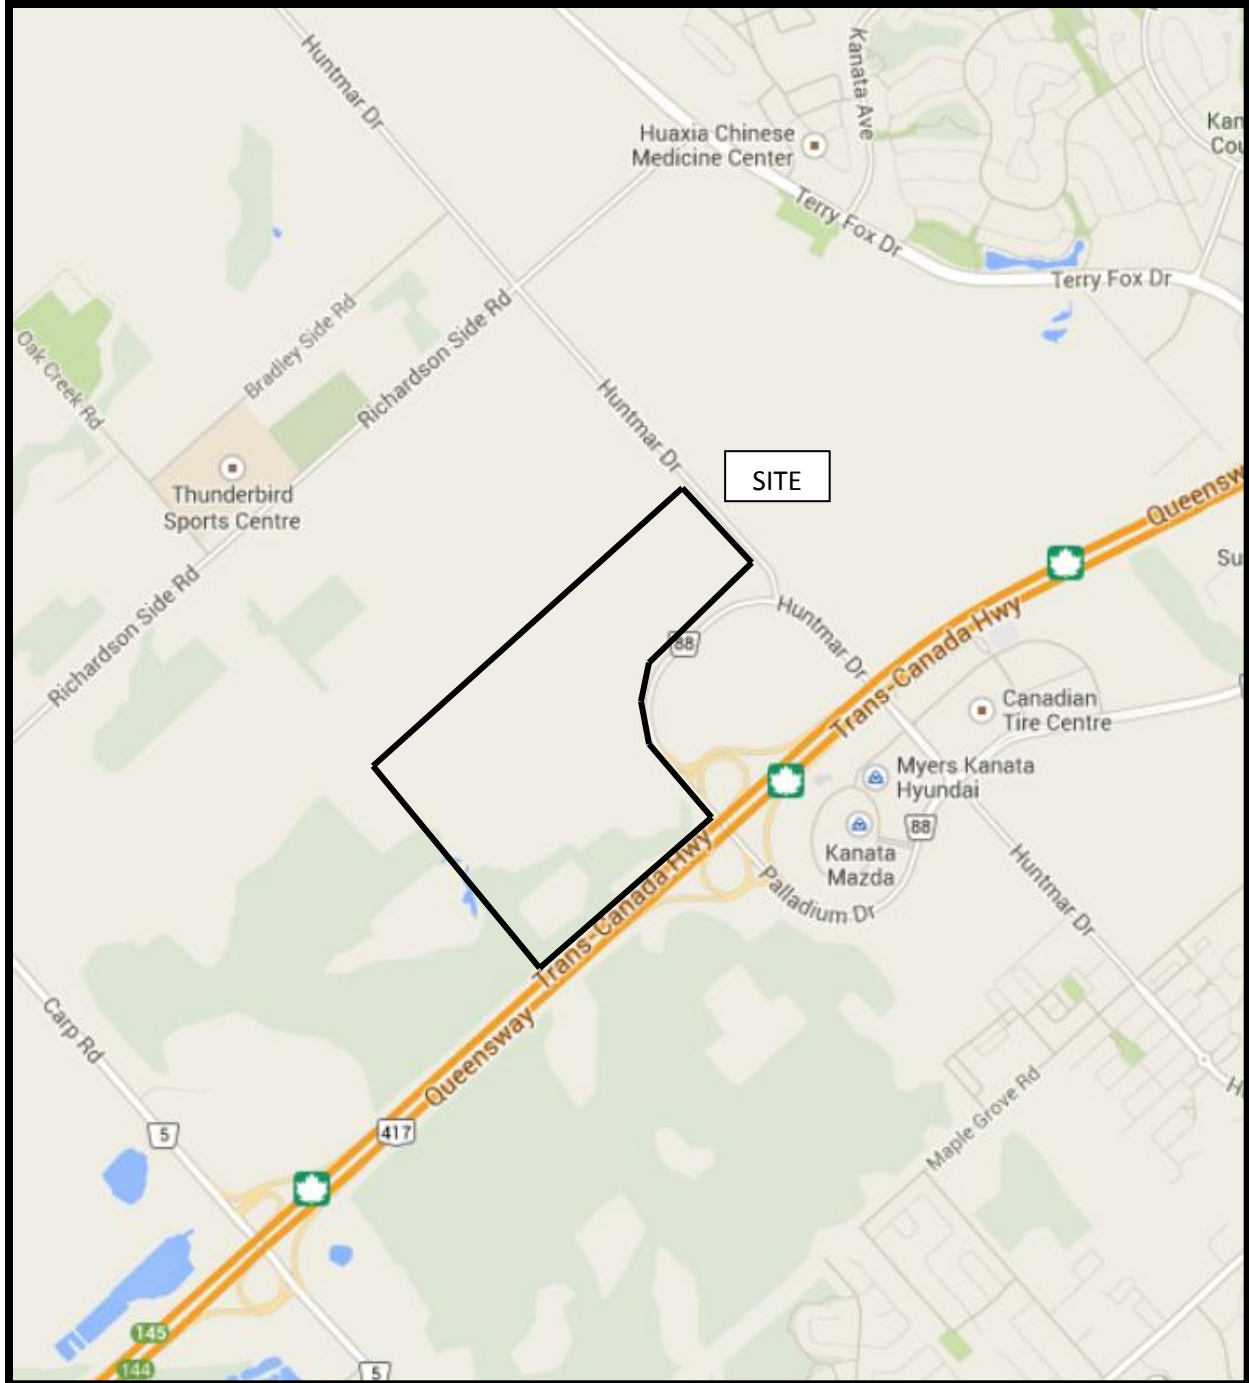 Huntmar Dr
Kanata Ave
Huaxia Chinese
Medicine Center
Terry Fox Dr
Terry Fox Dr
Oak Creek Rd
Bradley Side Rd
Richardson Side Rd
Huntmar Dr
SITE
Thunderbird
Sports Centre
Queensw
Su
Richardson Side Rd
88
Huntmar Dr
Trans-Canada Hwy
Canadian
Tire Centre
Myers Kanata
Hyundai
88
Kanata
Mazda
Palladium Dr
Trans-Canada Hwy
Huntmar Dr
Queensway
Carp Rd
417
5
Maple Grove Rd
145
144
5